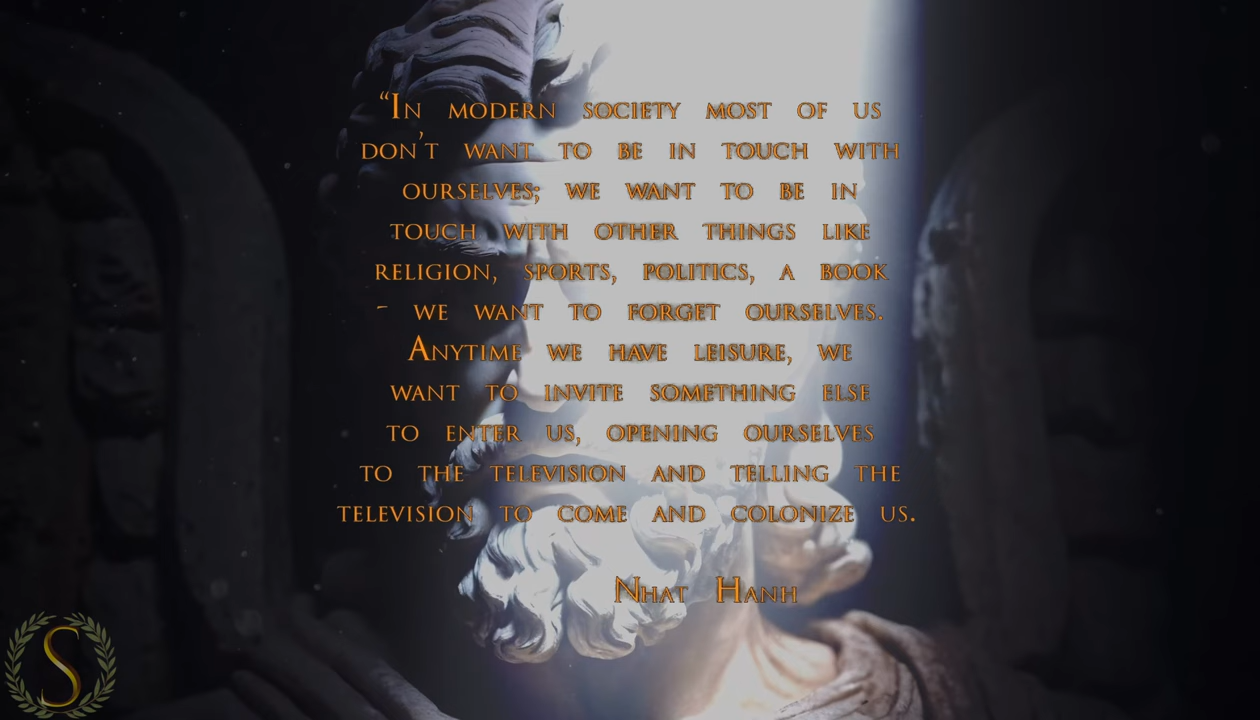 “In modern society most of us
don't want to be in touch with
ourselves; we want to be in
touch with other things like
religion, sports, politics, a book
- we want to forget ourselves.
Anytime we have leisure, we
want to invite something else
to enter us, opening ourselves
to the television and telling the
television to come and colonize us.
Nhat Hanh
S